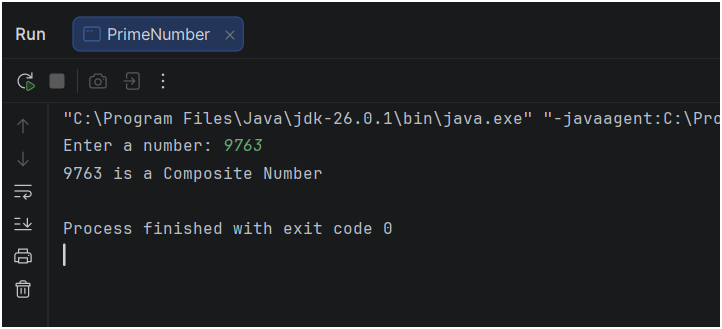 Run PrimeNumber
"C:\Program Files\Java\jdk-26.0.1\bin\java.exe" "-javaagent:C:\Pro
Enter a number: 9763
9763 is a Composite Number
Process finished with exit code 0